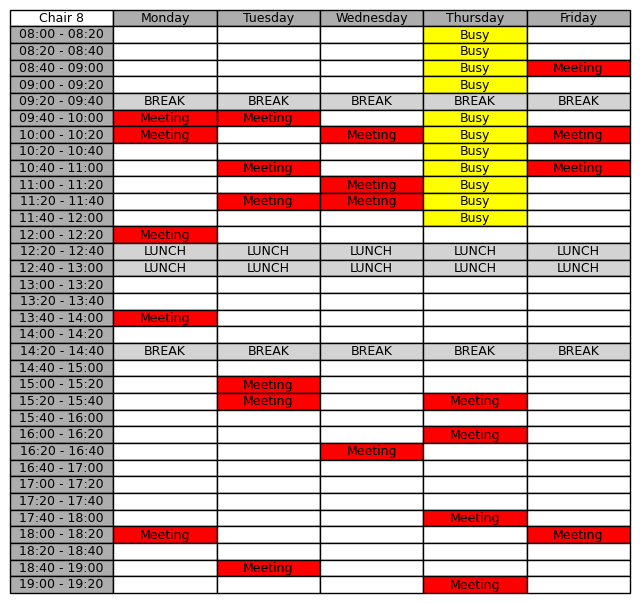 Chair 8 Monday Tuesday Wednesday Thursday Friday
08:00 - 08:20 Busy
08:20 - 08:40 Busy
08:40 - 09:00 Busy Meeting
09:00 - 09:20 Busy
09:20 - 09:40 BREAK BREAK BREAK BREAK BREAK
09:40 - 10:00 Meeting Meeting Busy
10:00 - 10:20 Meeting Meeting Busy Meeting
10:20 - 10:40 Busy
10:40 - 11:00 Meeting Busy Meeting
11:00 - 11:20 Meeting Busy
11:20 - 11:40 Meeting Meeting Busy
11:40 - 12:00 Busy
12:00 - 12:20 Meeting
12:20 - 12:40 LUNCH LUNCH LUNCH LUNCH LUNCH
12:40 - 13:00 LUNCH LUNCH LUNCH LUNCH LUNCH
13:00 - 13:20
13:20 - 13:40
13:40 - 14:00 Meeting
14:00 - 14:20
14:20 - 14:40 BREAK BREAK BREAK BREAK BREAK
14:40 - 15:00
15:00 - 15:20 Meeting
15:20 - 15:40 Meeting Meeting
15:40 - 16:00
16:00 - 16:20 Meeting
16:20 - 16:40 Meeting
16:40 - 17:00
17:00 - 17:20
17:20 - 17:40
17:40 - 18:00 Meeting
18:00 - 18:20 Meeting Meeting
18:20 - 18:40
18:40 - 19:00 Meeting
19:00 - 19:20 Meeting